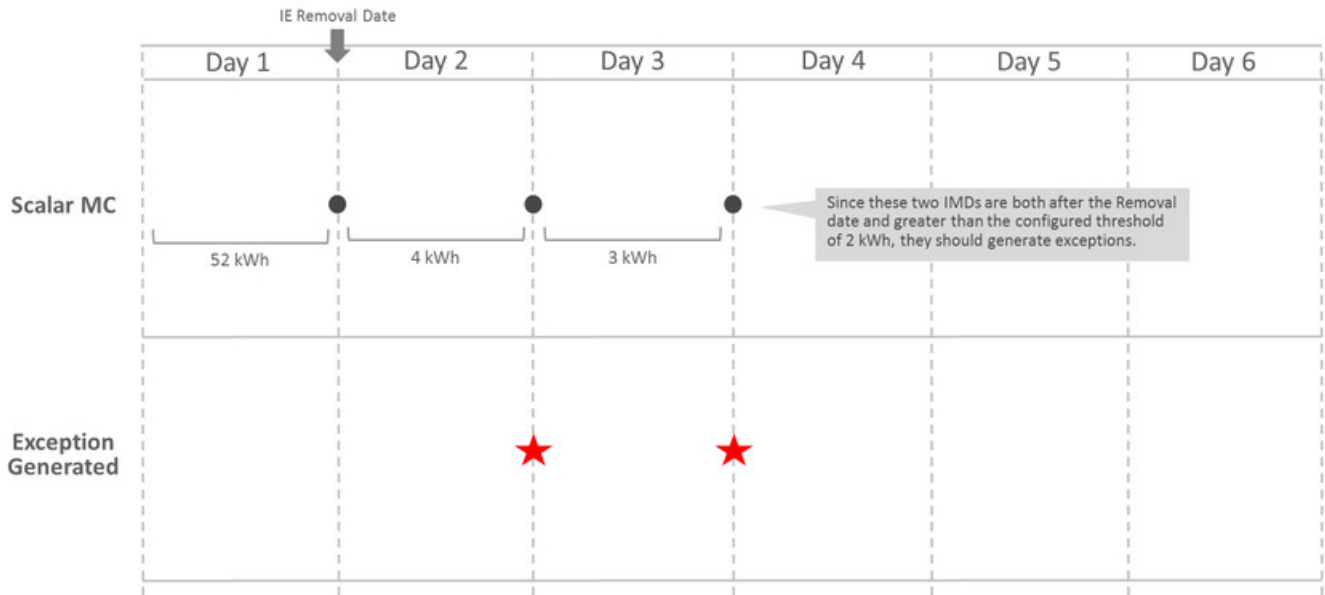 IE Removal Date
Day 1
Day 2
Day 3
Day 4
Day 5
Day 6
Scalar MC
Since these two IMDs are both after the Removal
date and greater than the configured threshold
of 2 kWh, they should generate exceptions.
52 kWh
4 kWh
3 kWh
Exception
Generated